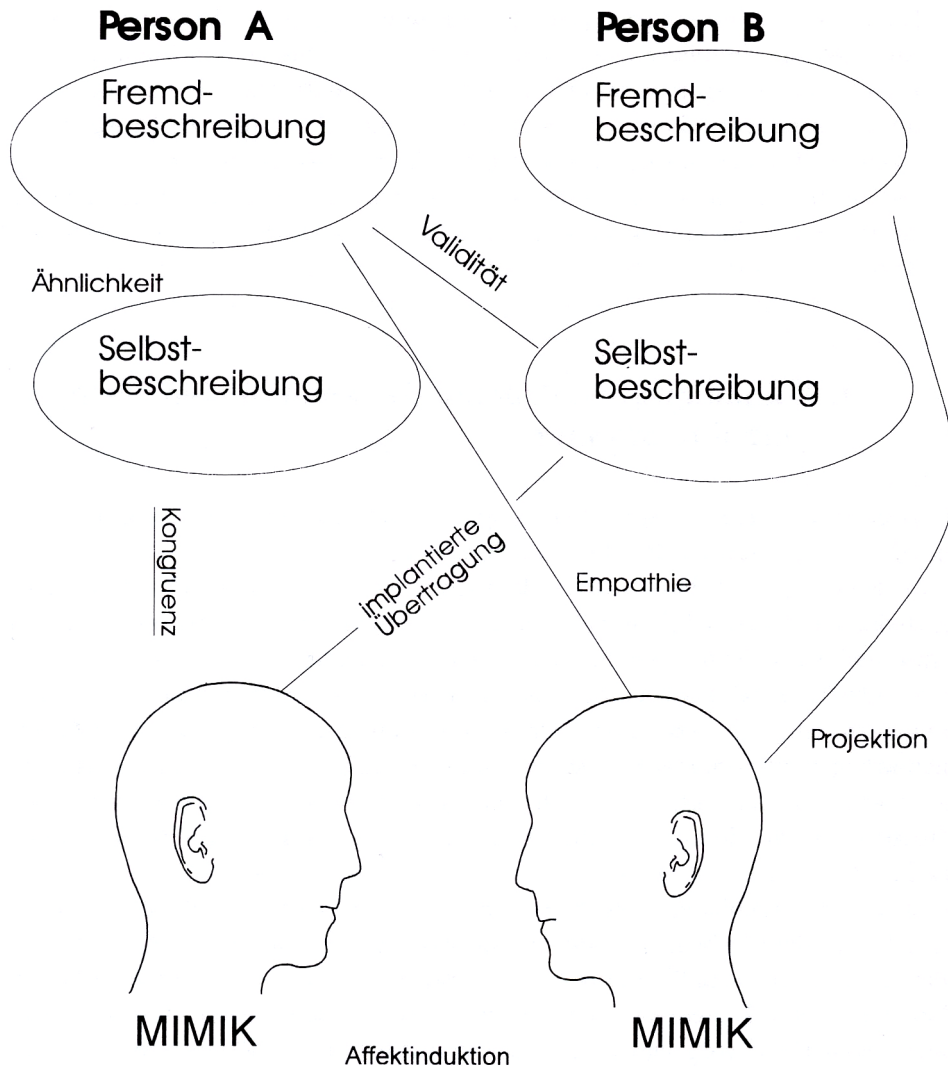 Person A
Person B
Fremd-
beschreibung
Fremd-
beschreibung
Validität
Ähnlichkeit
Selbst-
beschreibung
Selbst-
beschreibung
Kongruenz
implantierte
Übertragung
Empathie
Projektion
MIMIK
MIMIK
Affektinduktion